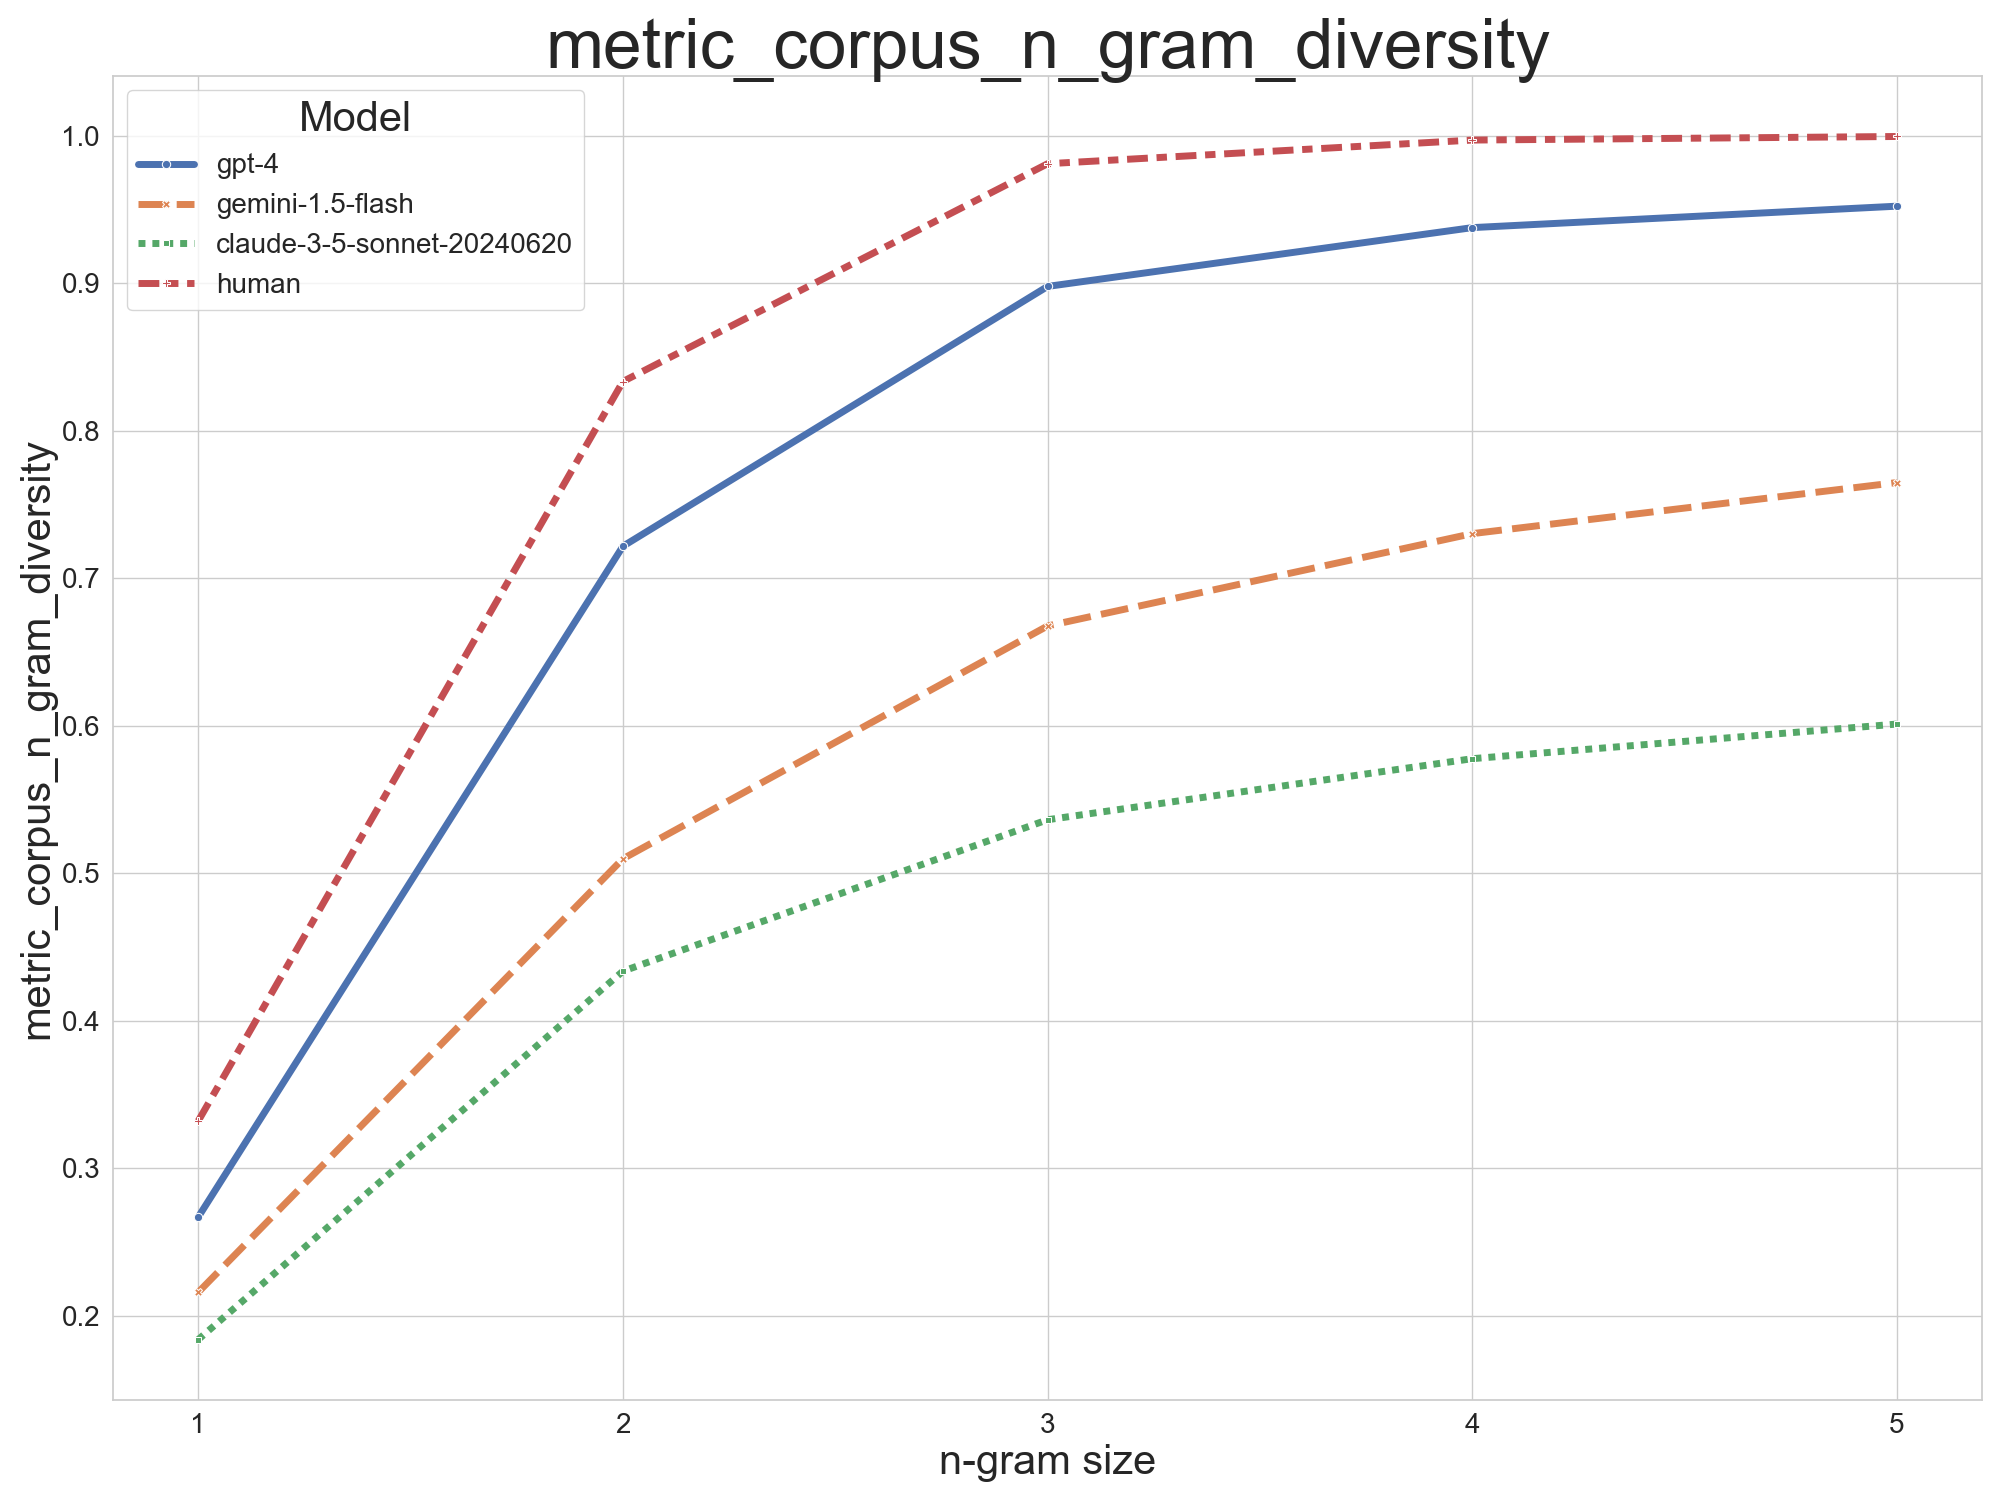 metric_corpus_n_gram_diversity
Model
gpt-4
gemini-1.5-flash
claude-3-5-sonnet-20240620
human
metric_corpus_n_gram_diversity
1.0
0.9
0.8
0.7
0.6
0.5
0.4
0.3
0.2
1 2 3 4 5
n-gram size